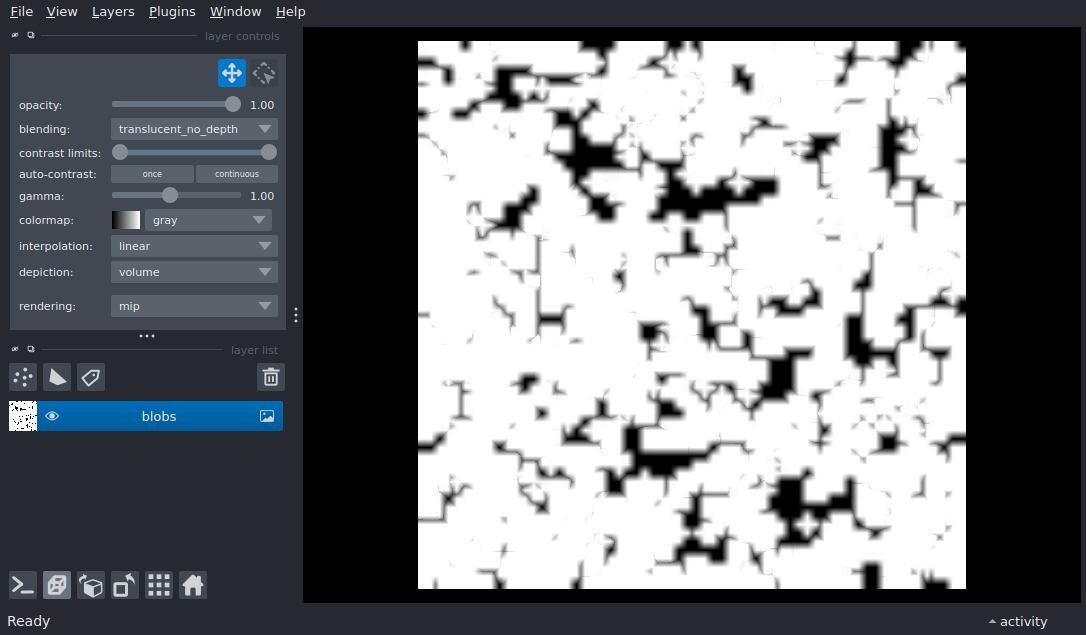 File View Layers Plugins Window Help
layer controls
opacity: 1.00
blending: translucent_no_depth
contrast limits:
auto-contrast: once continuous
gamma: 1.00
colormap: gray
interpolation: linear
depiction: volume
rendering: mip
layer list
blobs
Ready activity